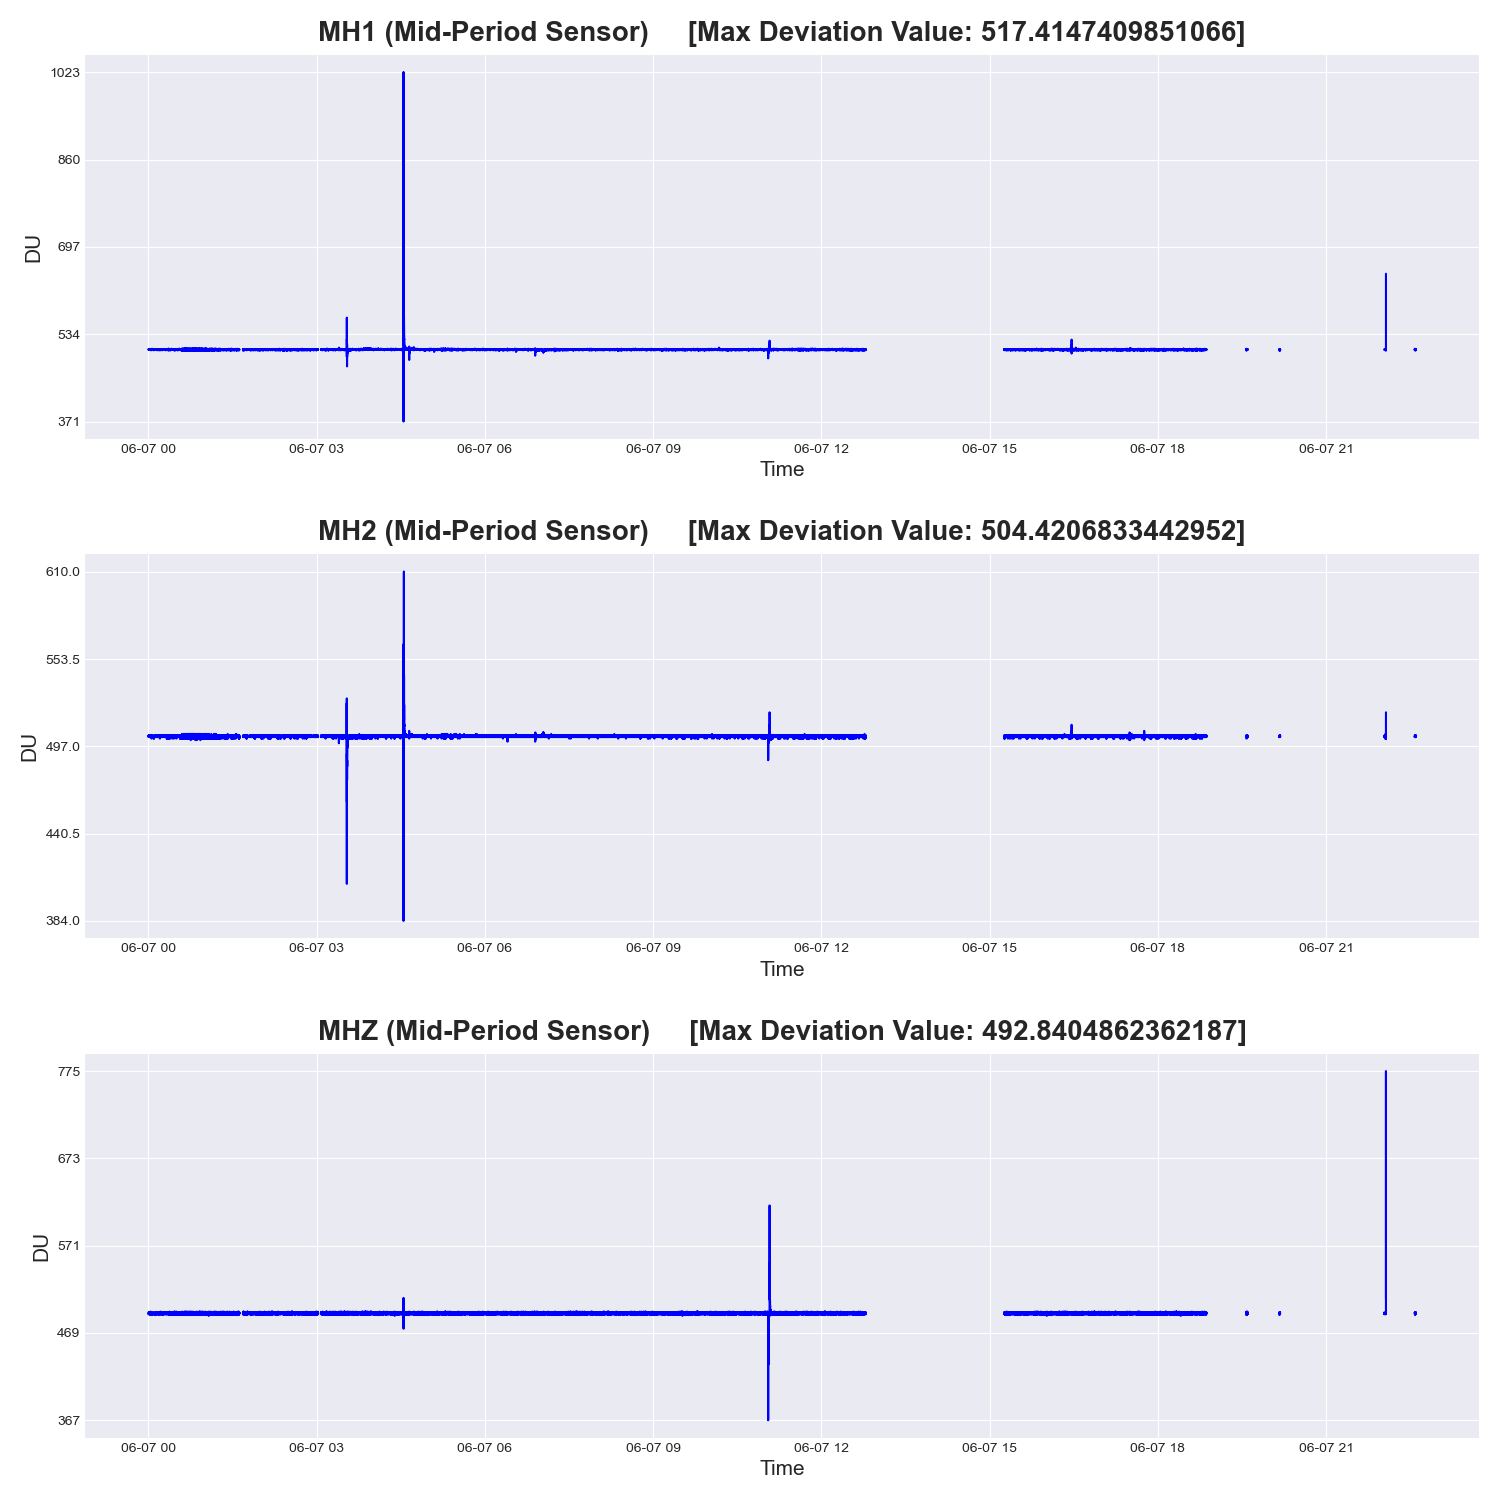 MH1 (Mid-Period Sensor) [Max Deviation Value: 517.4147409851066]
1023
860
697
534
371
DU
06-07 00 06-07 03 06-07 06 06-07 09 06-07 12 06-07 15 06-07 18 06-07 21
Time
MH2 (Mid-Period Sensor) [Max Deviation Value: 504.4206833442952]
610.0
553.5
497.0
440.5
384.0
DU
06-07 00 06-07 03 06-07 06 06-07 09 06-07 12 06-07 15 06-07 18 06-07 21
Time
MHZ (Mid-Period Sensor) [Max Deviation Value: 492.8404862362187]
775
673
571
469
367
DU
06-07 00 06-07 03 06-07 06 06-07 09 06-07 12 06-07 15 06-07 18 06-07 21
Time